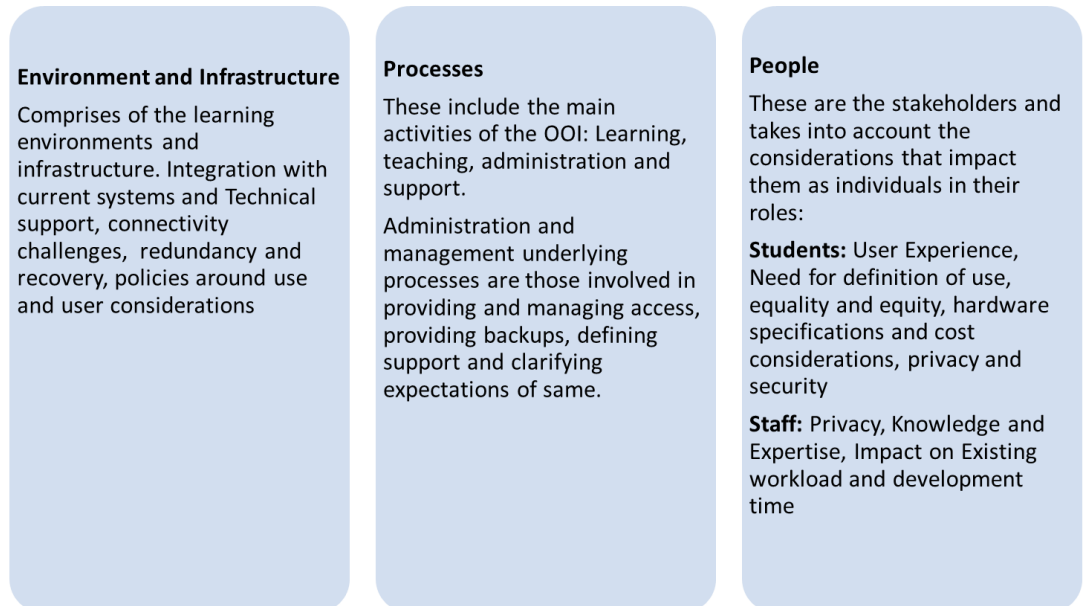 Environment and Infrastructure
Comprises of the learning
environments and
infrastructure. Integration with
current systems and Technical
support, connectivity
challenges, redundancy and
recovery, policies around use
and user considerations
Processes
These include the main
activities of the OOI: Learning,
teaching, administration and
support.
Administration and
management underlying
processes are those involved in
providing and managing access,
providing backups, defining
support and clarifying
expectations of same.
People
These are the stakeholders and
takes into account the
considerations that impact
them as individuals in their
roles:
Students: User Experience,
Need for definition of use,
equality and equity, hardware
specifications and cost
considerations, privacy and
security
Staff: Privacy, Knowledge and
Expertise, Impact on Existing
workload and development
time